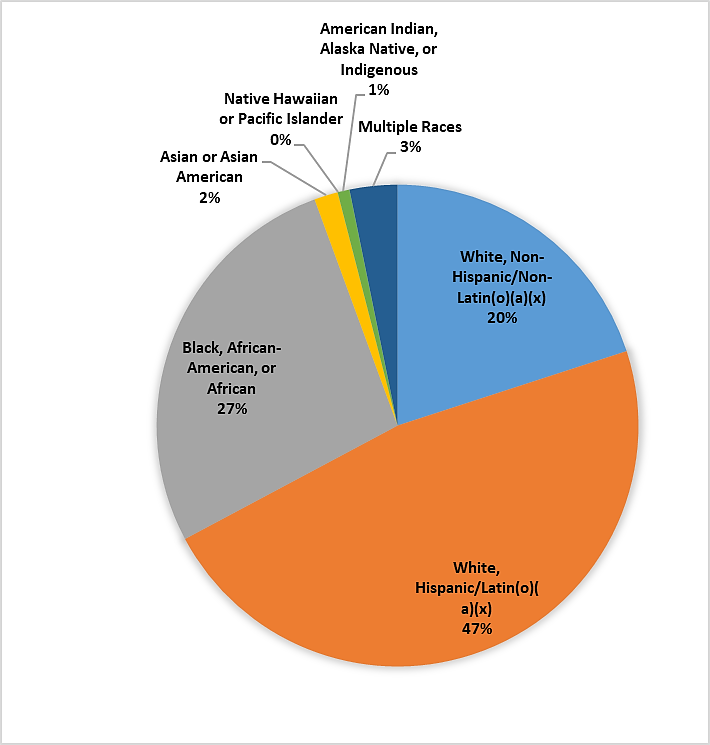 American Indian,
Alaska Native, or
Indigenous
1%
Native Hawaiian
or Pacific Islander
0%
Multiple Races
3%
Asian or Asian
American
2%
White, Non-
Hispanic/Non-
Latin(o)(a)(x)
20%
Black, African-
American, or
African
27%
White,
Hispanic/Latin(o)(
a)(x)
47%